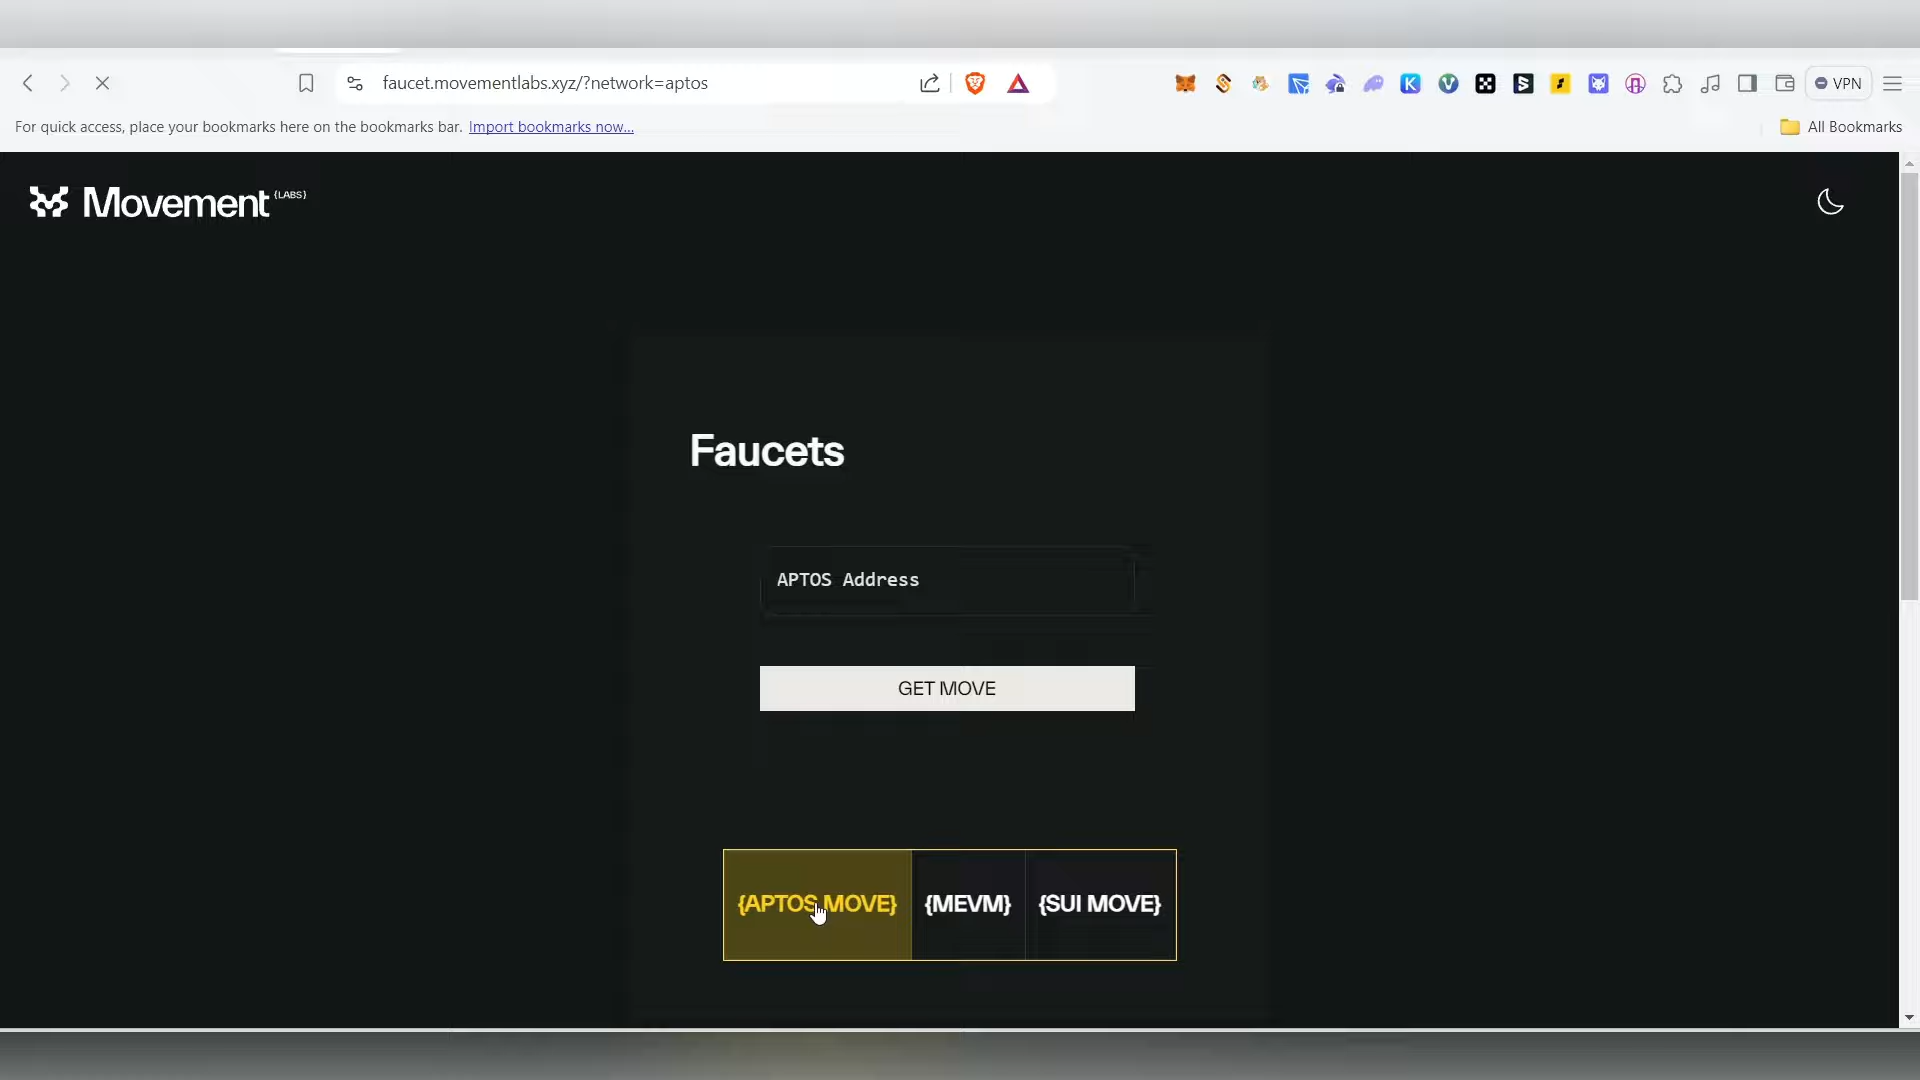 faucet.movementlabs.xyz/?network=aptos
VPN
For quick access, place your bookmarks here on the bookmarks bar. Import bookmarks now...
All Bookmarks
Movement {LABS}
Faucets
APTOS Address
GET MOVE
{APTOS MOVE} {MEVM} {SUI MOVE}